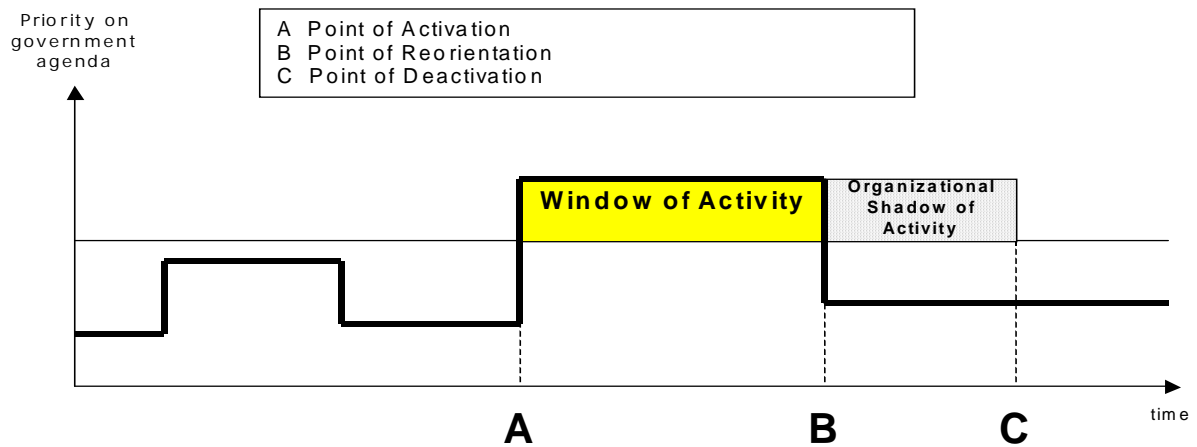 Priority on
government
agenda
A Point of Activation
B Point of Reorientation
C Point of Deactivation
Window of Activity
Organizational
Shadow of
Activity
time
A B C